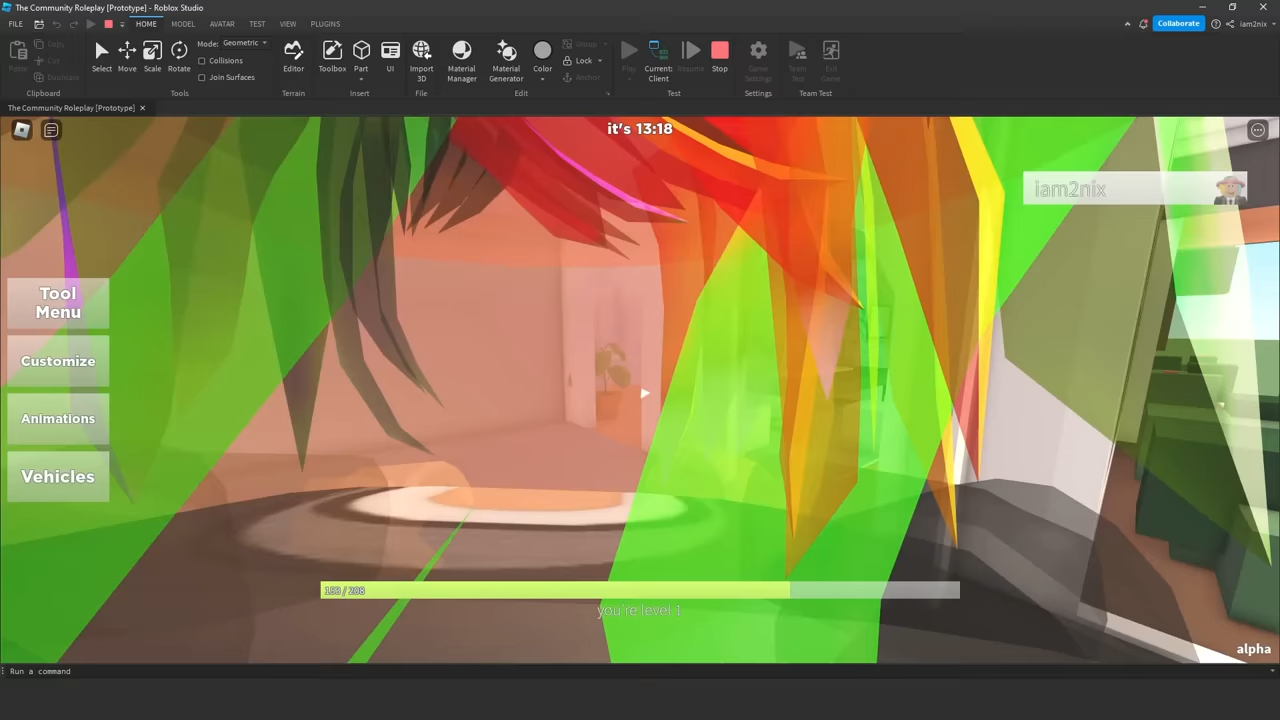 The Community Roleplay [Prototype] - Roblox Studio
FILE
HOME
MODEL
AVATAR
TEST
VIEW
PLUGINS
Collaborate
iam2nix
Paste
Copy
Cut
Duplicate
Clipboard
Select
Move
Scale
Rotate
Mode: Geometric
Collisions
Join Surfaces
Tools
Editor
Terrain
Toolbox
Part
UI
Insert
Import
3D
File
Material
Manager
Material
Generator
Color
Group
Lock
Anchor
Edit
Play
Current:
Client
Resume
Stop
Test
Game
Settings
Settings
Team
Test
Exit
Game
Team Test
The Community Roleplay [Prototype]
it's 13:18
iam2nix
Tool
Menu
Customize
Animations
Vehicles
you're level 1
alpha
Run a command